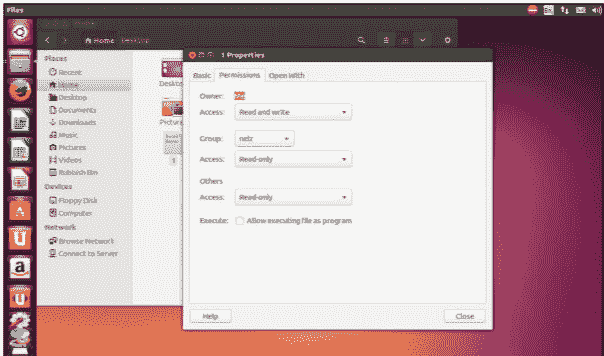 Files
En
Home
1 Properties
Places
Recent
Home
Desktop
Documents
Downloads
Music
Pictures
Videos
Rubbish Bin
Devices
Floppy Disk
Computer
Network
Browse Network
Connect to Server
1
Basic Permissions Open With
Owner:
Access: Read and write
Group:
Access: Read-only
Others
Access: Read-only
Execute: Allow executing file as program
Help Close